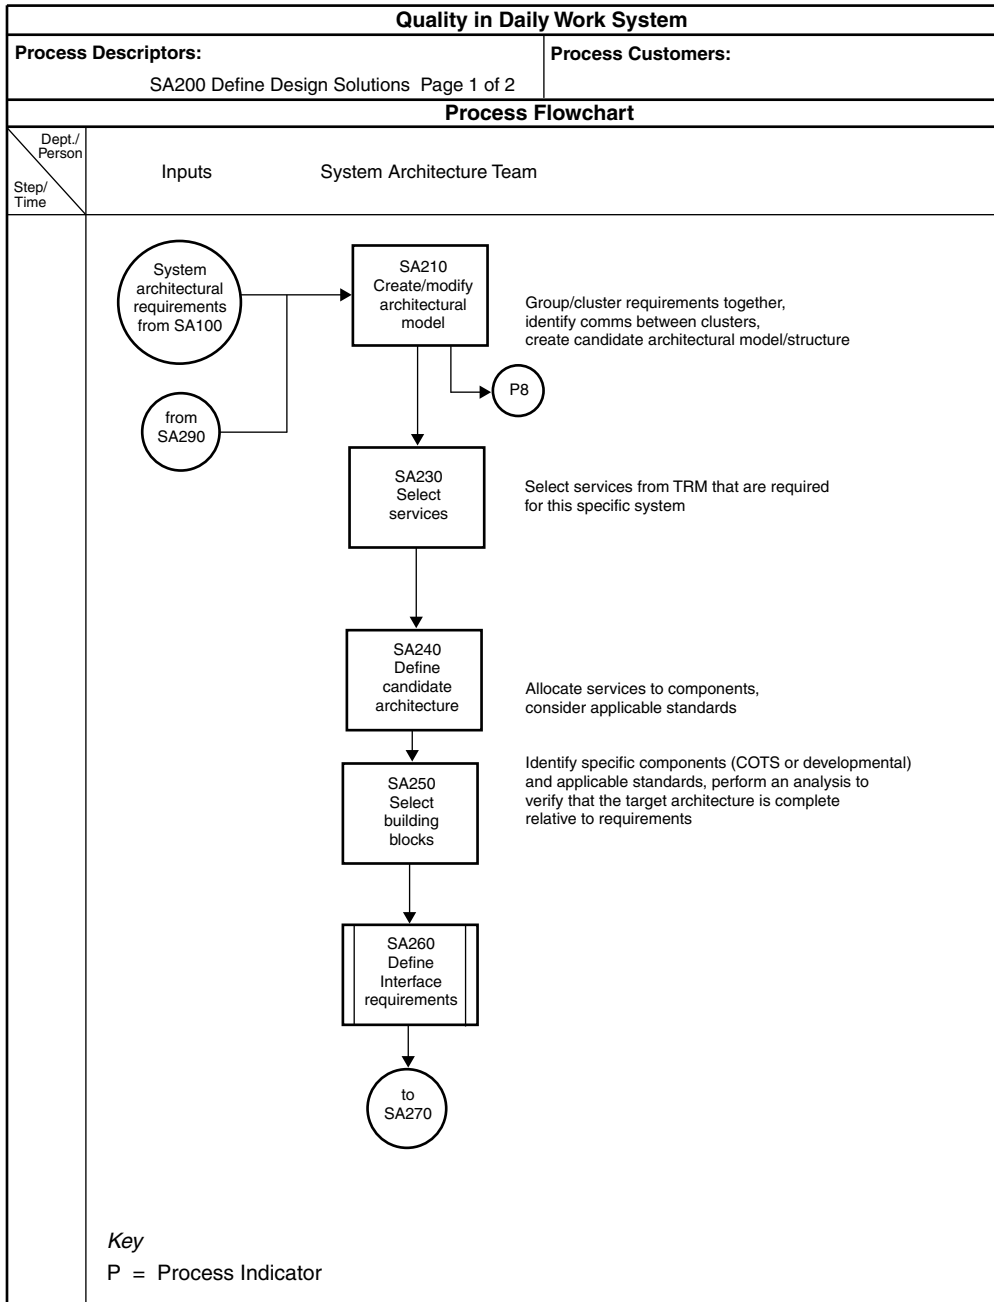 Quality in Daily Work System
Process Descriptors:
SA200 Define Design Solutions  Page 1 of 2
Process Customers:
Process Flowchart
Dept./
Person
Step/
Time
Inputs
System Architecture Team
System
architectural
requirements
from SA100
SA210
Create/modify
architectural
model
Group/cluster requirements together,
identify comms between clusters,
create candidate architectural model/structure
P8
from
SA290
SA230
Select
services
Select services from TRM that are required
for this specific system
SA240
Define
candidate
architecture
Allocate services to components,
consider applicable standards
SA250
Select
building
blocks
Identify specific components (COTS or developmental)
and applicable standards, perform an analysis to
verify that the target architecture is complete
relative to requirements
SA260
Define
Interface
requirements
to
SA270
Key
P = Process Indicator